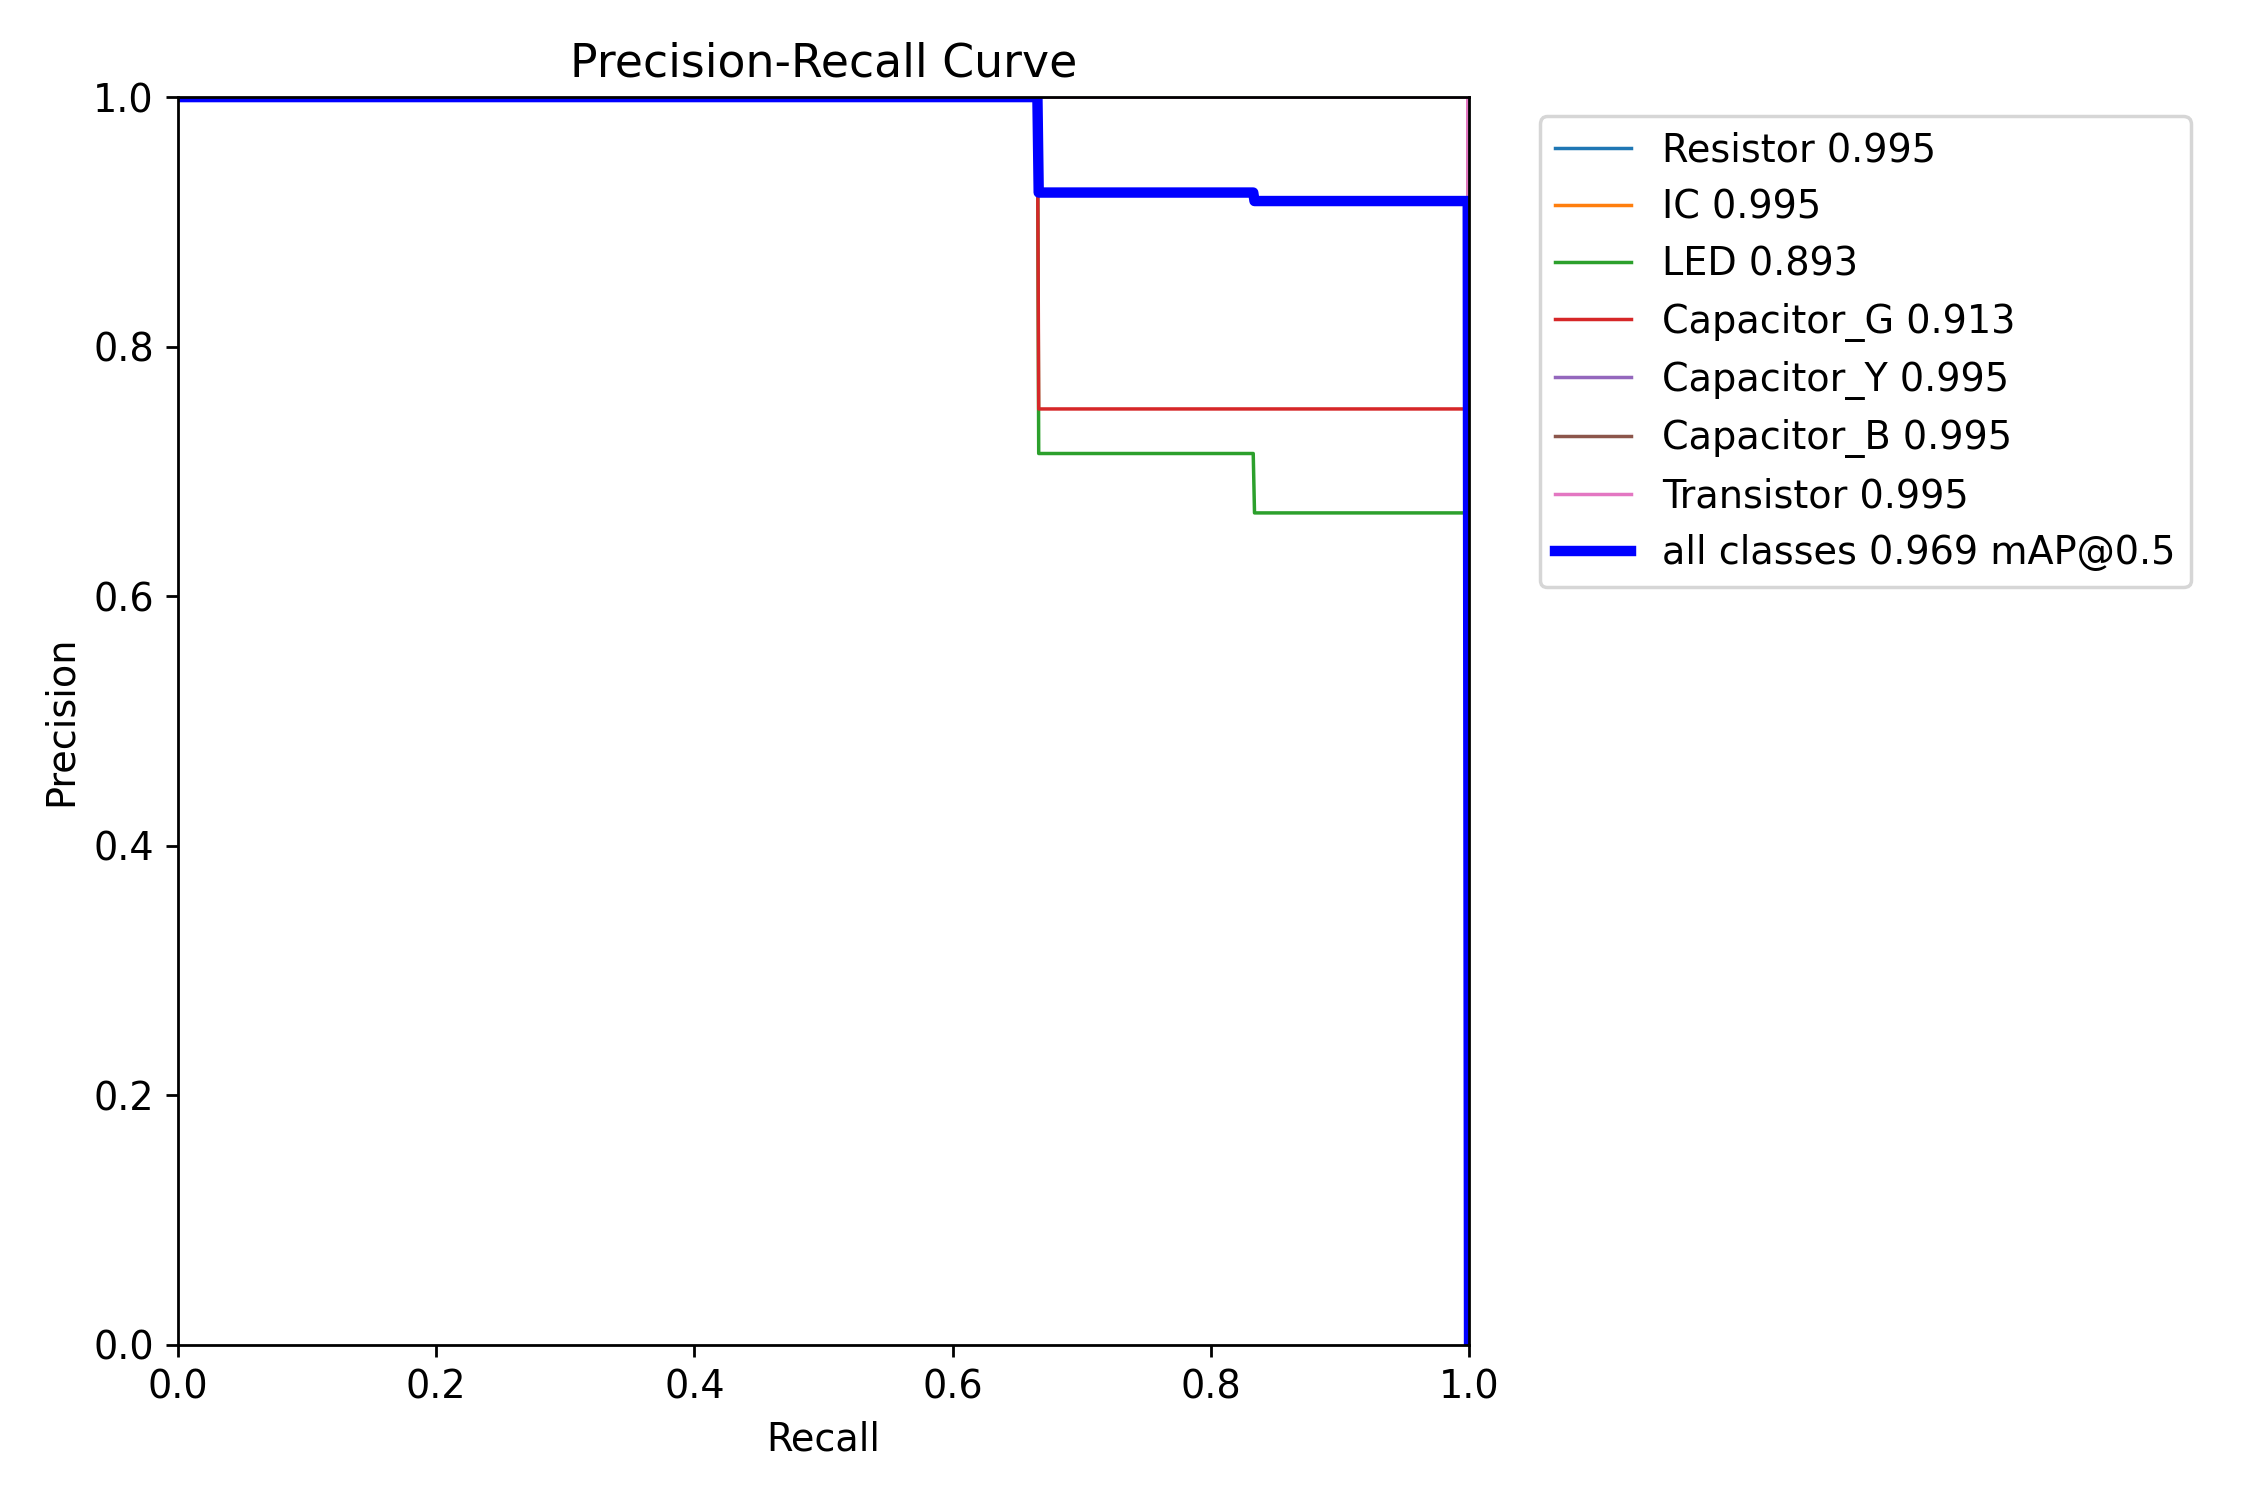 Precision-Recall Curve
1.0
0.8
0.6
0.4
0.2
0.0
Precision
0.0 0.2 0.4 0.6 0.8 1.0
Recall
Resistor 0.995
IC 0.995
LED 0.893
Capacitor_G 0.913
Capacitor_Y 0.995
Capacitor_B 0.995
Transistor 0.995
all classes 0.969 mAP@0.5